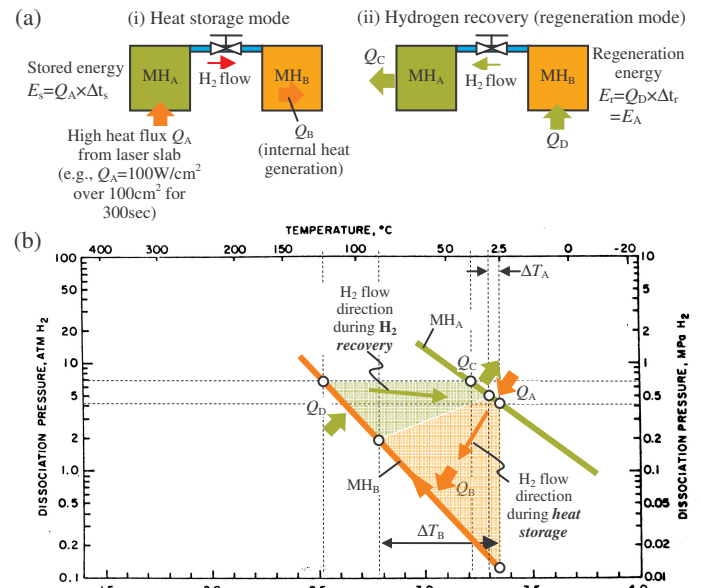 (a)
(i) Heat storage mode
(ii) Hydrogen recovery (regeneration mode)
Stored energy
Es=QA×Δts
MHA
H2 flow
MHB
QB
(internal heat
generation)
High heat flux QA
from laser slab
(e.g., QA=100W/cm2
over 100cm2 for
300sec)
QC
MHA
H2 flow
MHB
QD
Regeneration
energy
Er=QD×Δtr
=EA
(b)
TEMPERATURE, °C
400 300 200 100 80 60 40 25 0 -20
DISSOCIATION PRESSURE, ATM H2
100
50
20
10
5
2
1.0
0.5
0.2
0.1
DISSOCIATION PRESSURE, MPa H2
10
5
2
1
0.5
0.2
0.1
0.05
0.02
0.01
ΔTA
H2 flow
direction
during H2
recovery
MHA
QC
QA
QD
MHB
QB
H2 flow
direction
during heat
storage
ΔTB